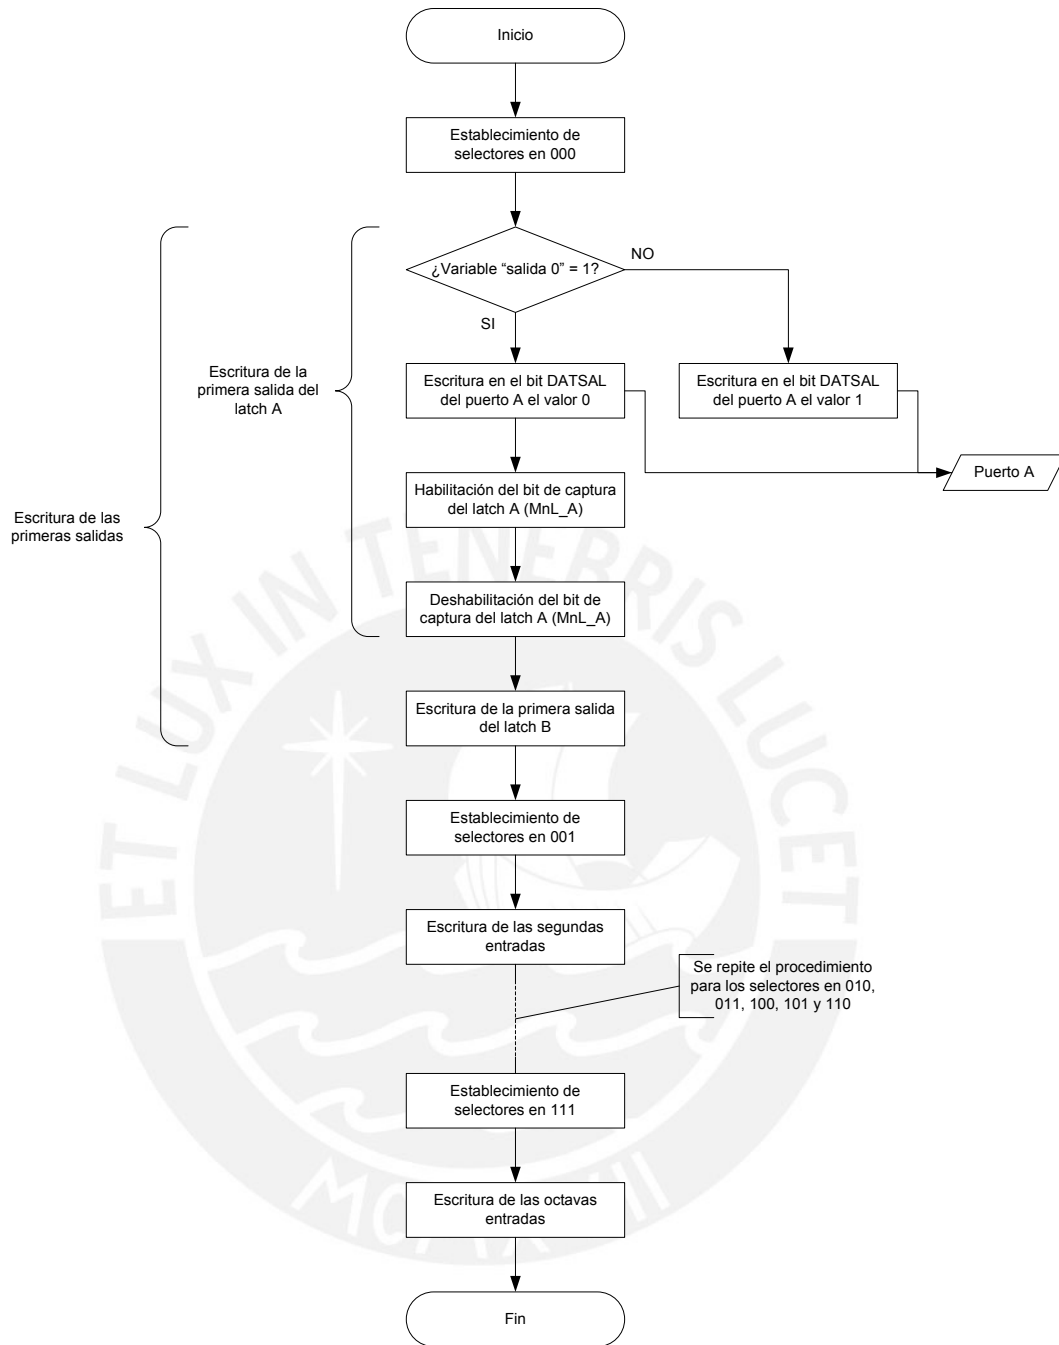 Inicio
Establecimiento de
selectores en 000
¿Variable “salida 0” = 1?
NO
SI
Escritura de la
primera salida del
latch A
Escritura en el bit DATSAL
del puerto A el valor 0
Escritura en el bit DATSAL
del puerto A el valor 1
Puerto A
Habilitación del bit de captura
del latch A (MnL_A)
Escritura de las
primeras salidas
Deshabilitación del bit de
captura del latch A (MnL_A)
Escritura de la primera salida
del latch B
Establecimiento de
selectores en 001
Escritura de las segundas
entradas
Se repite el procedimiento
para los selectores en 010,
011, 100, 101 y 110
Establecimiento de
selectores en 111
Escritura de las octavas
entradas
Fin
ET LUX IN TENEBRIS LUCET